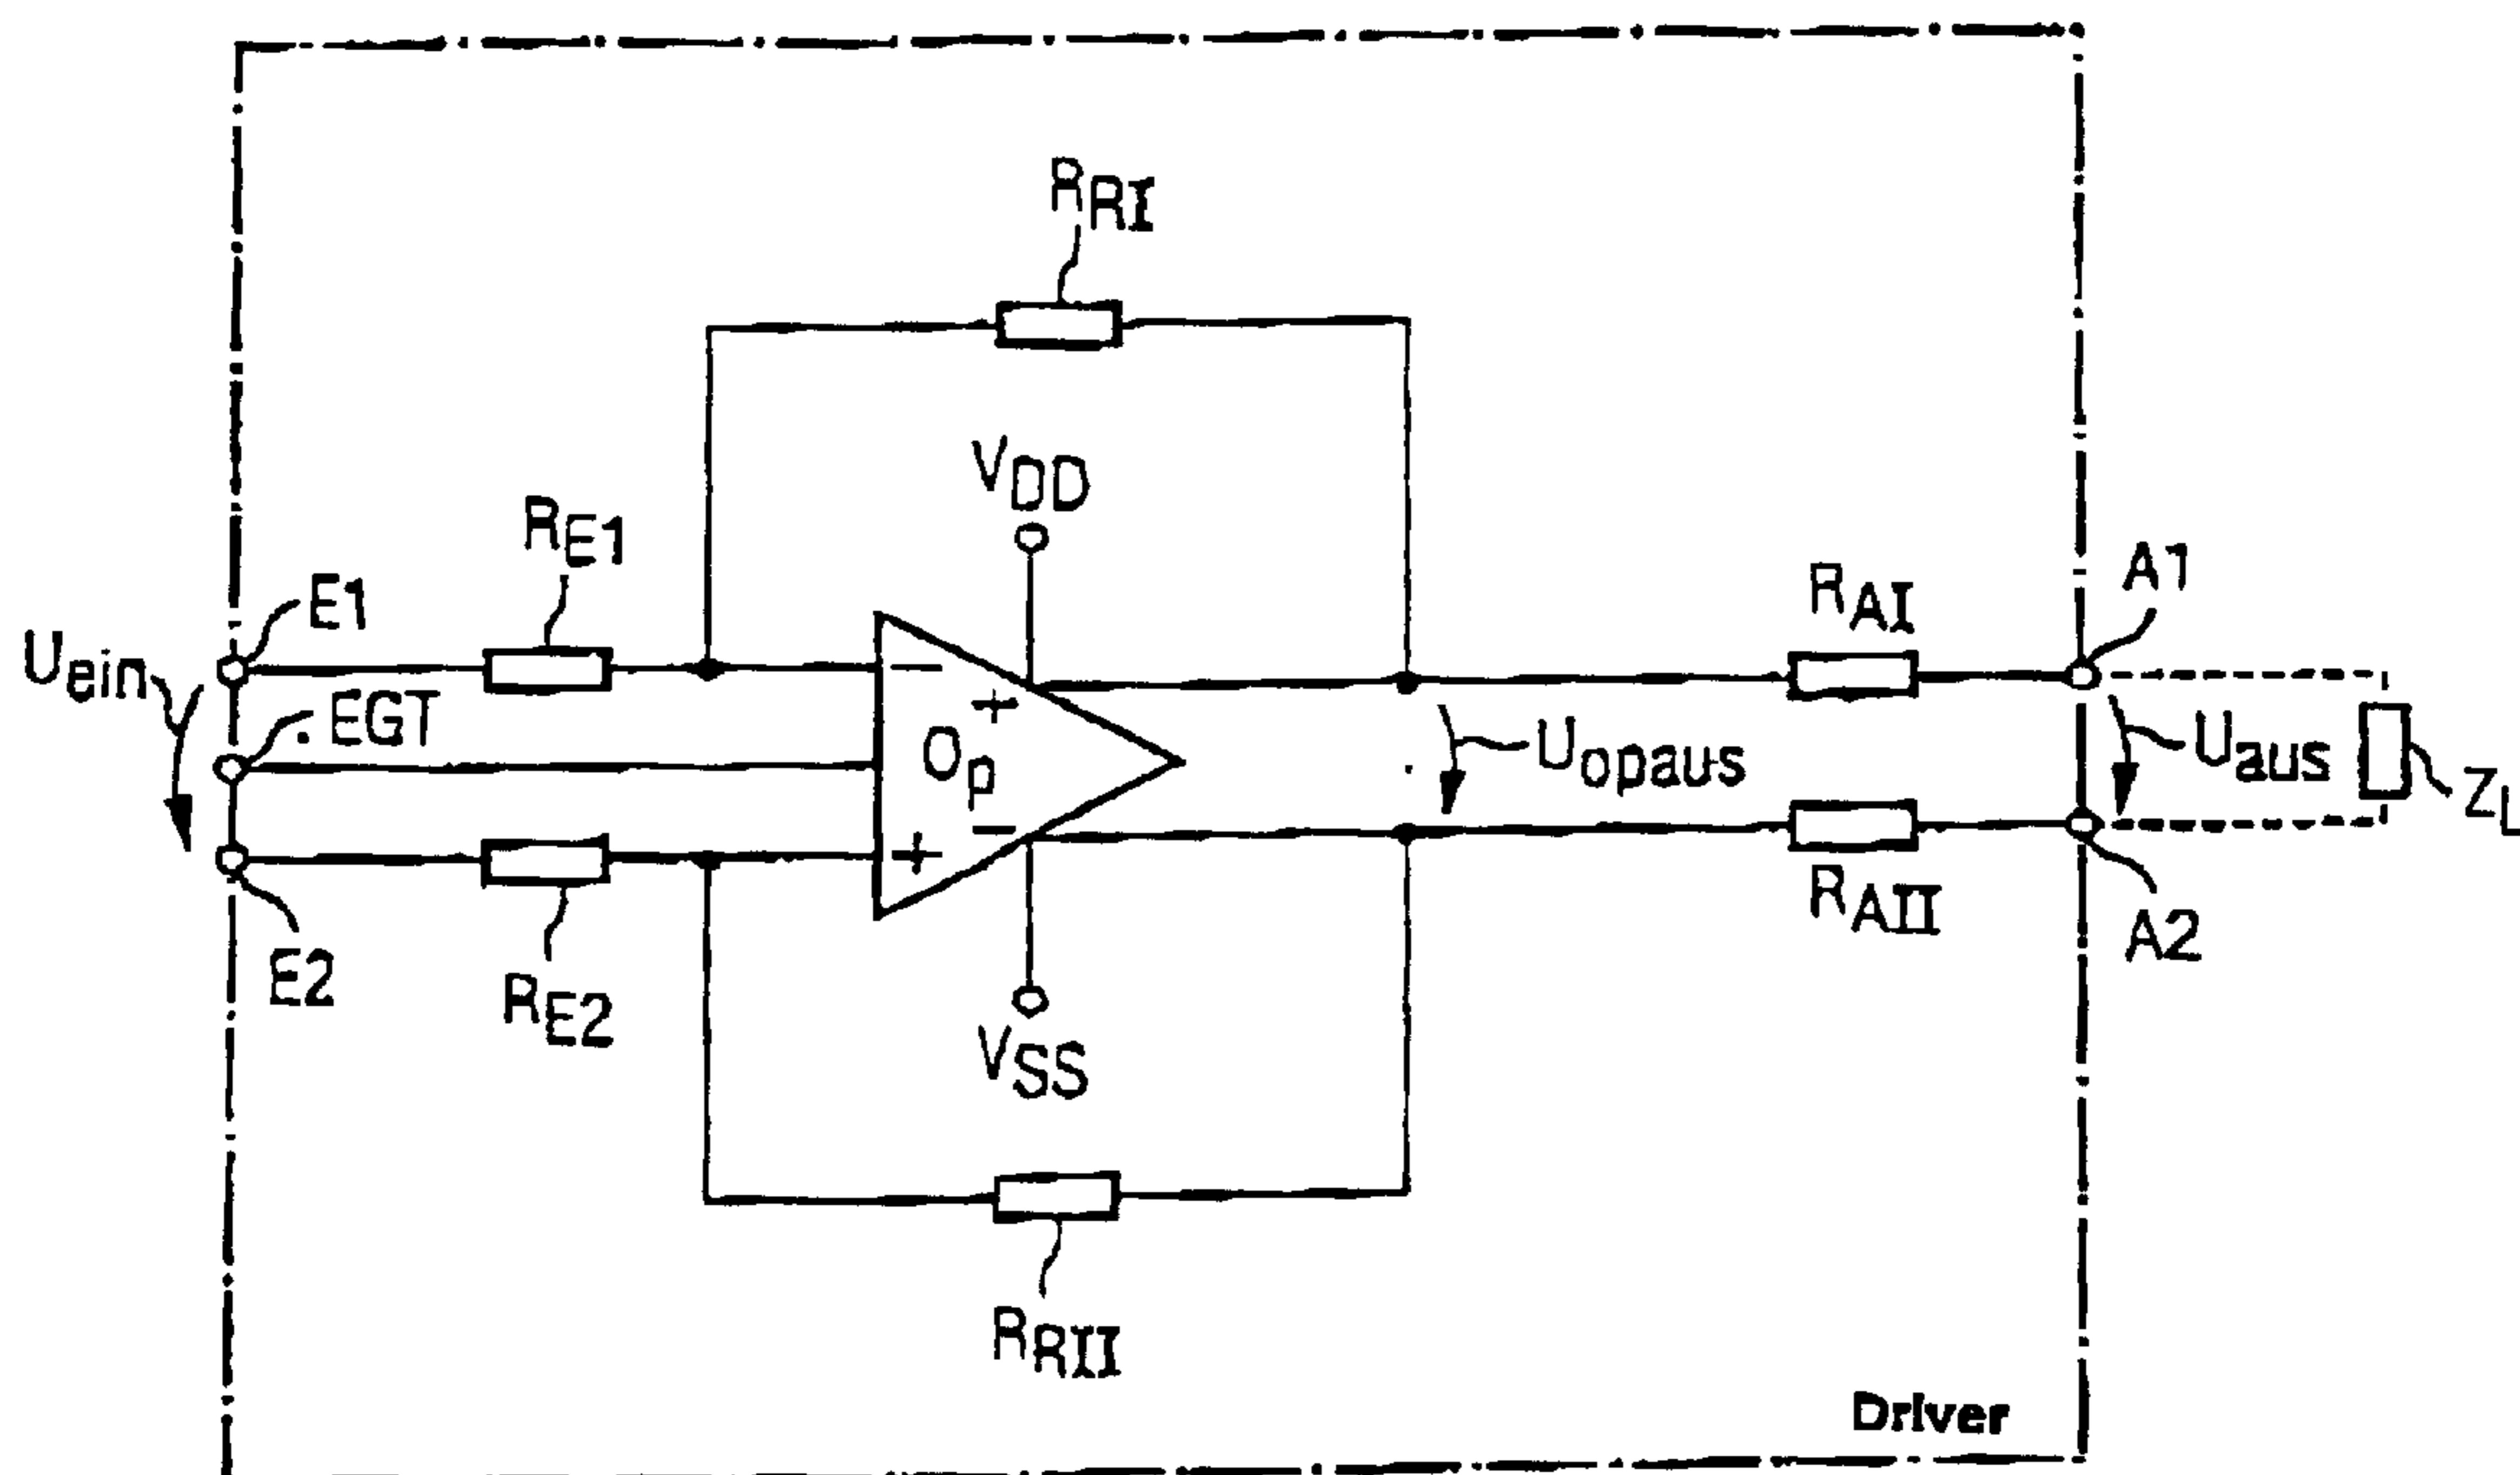 RRI
VDD
RE1
E1
Uein
EGT
E2
RE2
−
+
Op
−
+
VSS
RRII
RAI
A1
Uopaus
Uaus
ZL
RAII
A2
Driver